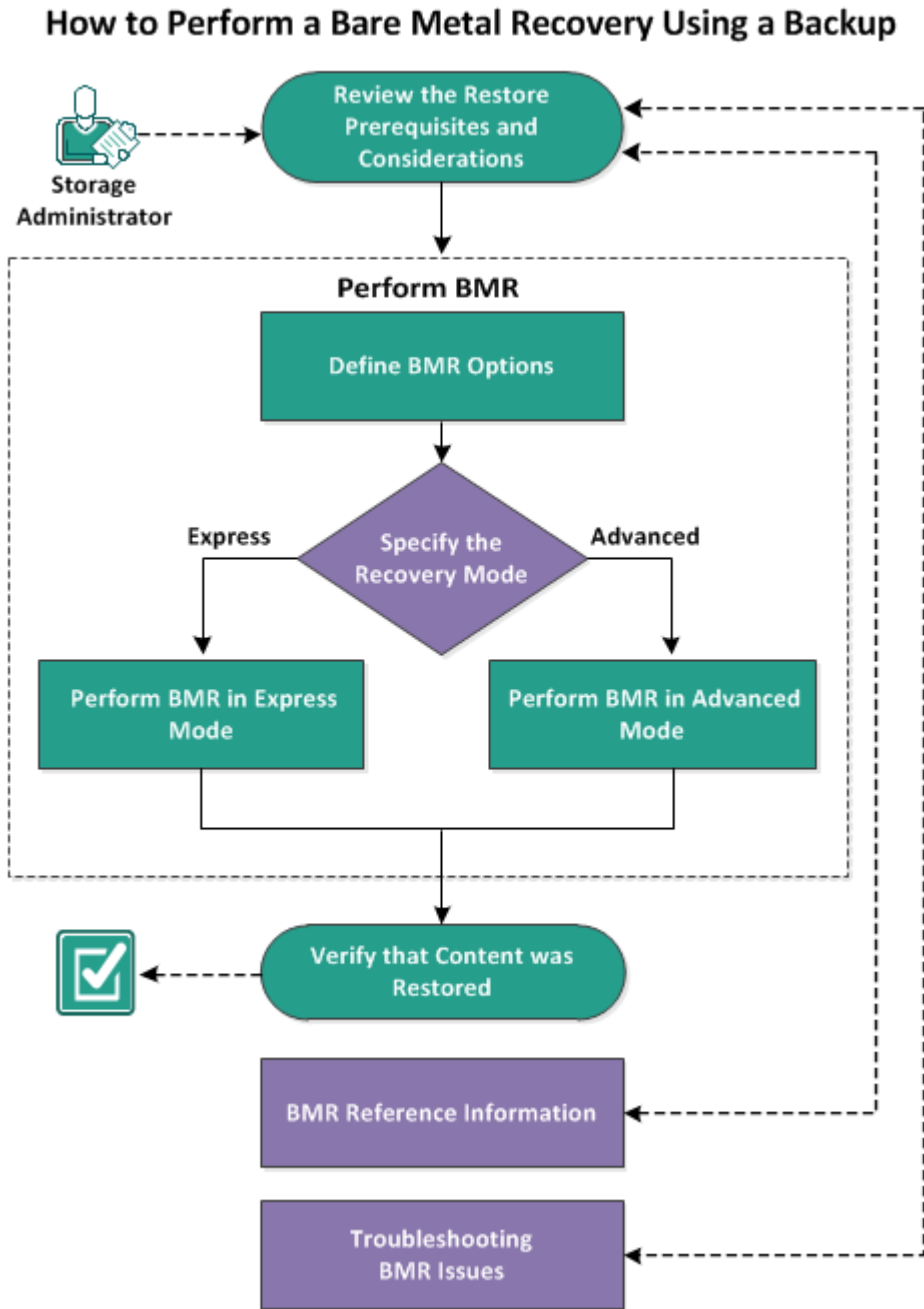 How to Perform a Bare Metal Recovery Using a Backup
Review the Restore
Prerequisites and
Considerations
Storage
Administrator
Perform BMR
Define BMR Options
Express
Specify the
Recovery Mode
Advanced
Perform BMR in Express
Mode
Perform BMR in Advanced
Mode
Verify that Content was
Restored
BMR Reference Information
Troubleshooting
BMR Issues